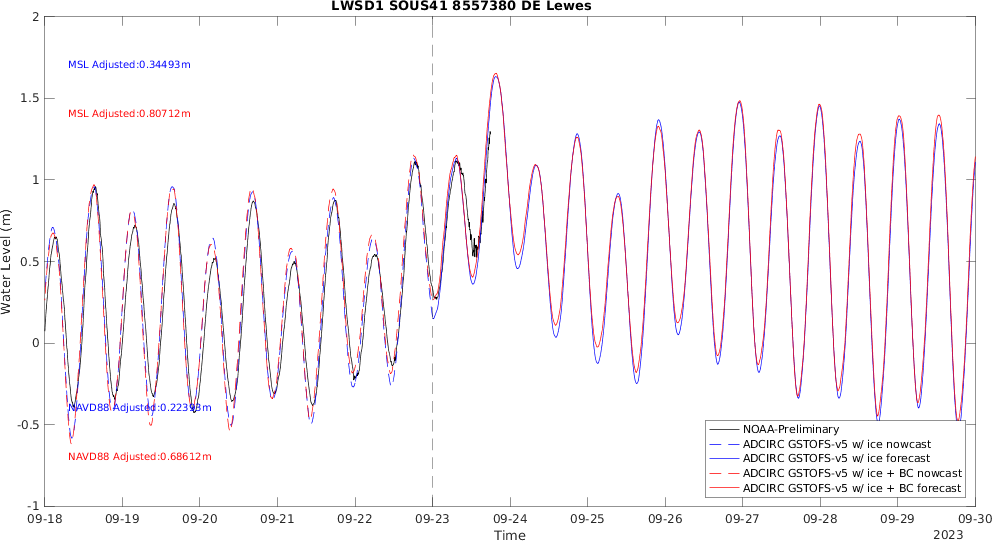 LWSD1 SOUS41 8557380 DE Lewes
2
1.5
1
0.5
0
-0.5
-1
Water Level (m)
MSL Adjusted:0.34493m
MSL Adjusted:0.80712m
NAVD88 Adjusted:0.22393m
NAVD88 Adjusted:0.68612m
NOAA-Preliminary
ADCIRC GSTOFS-v5 w/ ice nowcast
ADCIRC GSTOFS-v5 w/ ice forecast
ADCIRC GSTOFS-v5 w/ ice + BC nowcast
ADCIRC GSTOFS-v5 w/ ice + BC forecast
09-18 09-19 09-20 09-21 09-22 09-23 09-24 09-25 09-26 09-27 09-28 09-29 09-30
Time
2023